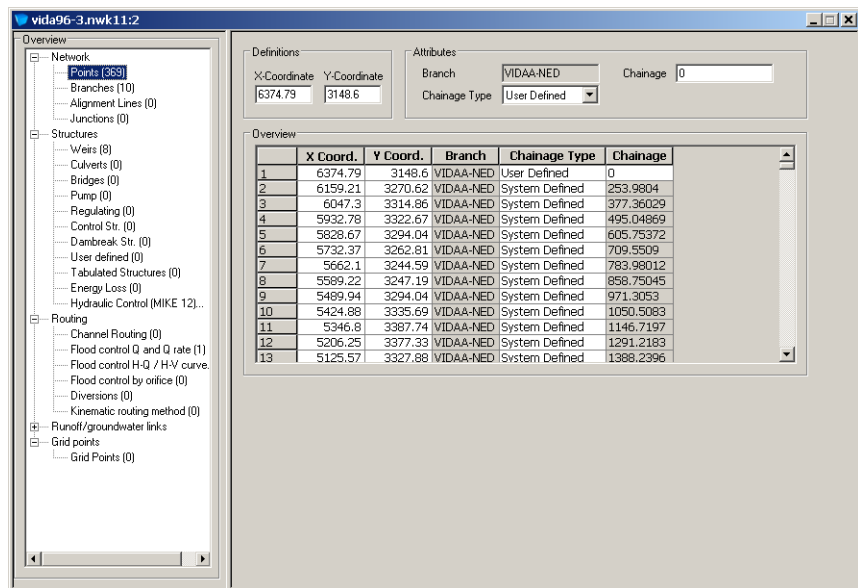 vida96-3.nwk11:2
Overview
Network
Points (369)
Branches (10)
Alignment Lines (0)
Junctions (0)
Structures
Weirs (8)
Culverts (0)
Bridges (0)
Pump (0)
Regulating (0)
Control Str. (0)
Dambreak Str. (0)
User defined (0)
Tabulated Structures (0)
Energy Loss (0)
Hydraulic Control (MIKE 12)...
Routing
Channel Routing (0)
Flood control Q and Q rate (1)
Flood control H-Q / H-V curve.
Flood control by orifice (0)
Diversions (0)
Kinematic routing method (0)
Runoff/groundwater links
Grid points
Grid Points (0)
Definitions
X-Coordinate Y-Coordinate
6374.79 3148.6
Attributes
Branch VIDAA-NED Chainage 0
Chainage Type User Defined
Overview
X Coord. Y Coord. Branch Chainage Type Chainage
1 6374.79 3148.6 VIDAA-NED User Defined 0
2 6159.21 3270.62 VIDAA-NED System Defined 253.9804
3 6047.3 3314.86 VIDAA-NED System Defined 377.36029
4 5932.78 3322.67 VIDAA-NED System Defined 495.04869
5 5828.67 3294.04 VIDAA-NED System Defined 605.75372
6 5732.37 3262.81 VIDAA-NED System Defined 709.5509
7 5662.1 3244.59 VIDAA-NED System Defined 783.98012
8 5589.22 3247.19 VIDAA-NED System Defined 858.75045
9 5489.94 3294.04 VIDAA-NED System Defined 971.3053
10 5424.88 3335.69 VIDAA-NED System Defined 1050.5083
11 5346.8 3387.74 VIDAA-NED System Defined 1146.7197
12 5206.25 3377.33 VIDAA-NED System Defined 1291.2183
13 5125.57 3327.88 VIDAA-NED System Defined 1388.2396